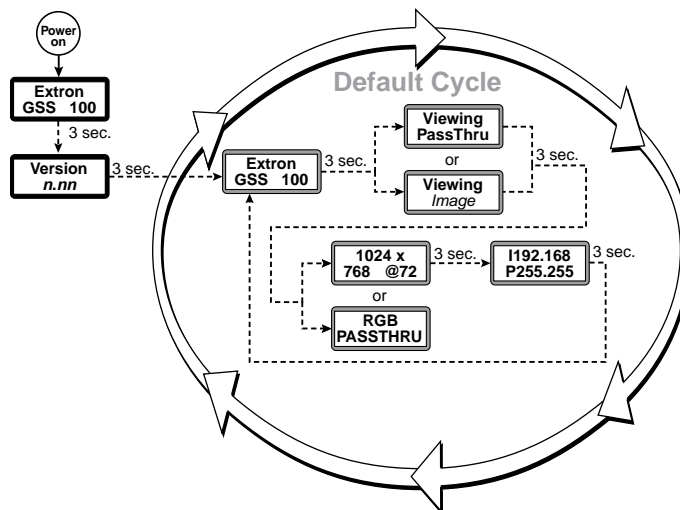 Power
on
Default Cycle
Extron
GSS 100
3 sec.
Version
n.nn
3 sec.
Extron
GSS 100
3 sec.
Viewing
PassThru
or
Viewing
Image
3 sec.
1024 x
768 @72
3 sec.
I192.168
P255.255
3 sec.
or
RGB
PASSTHRU